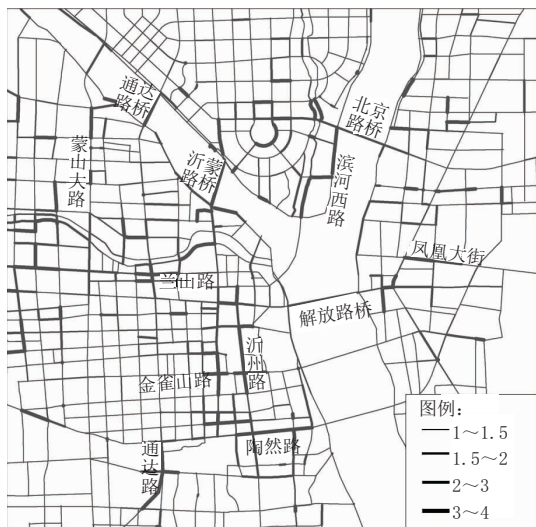 通达
路桥
北京
路桥
蒙山大路
沂蒙
路桥
滨河西路
凤凰大街
兰山路
解放路桥
沂州路
金雀山路
陶然路
通达路
图例：
1～1.5
1.5～2
2～3
3～4